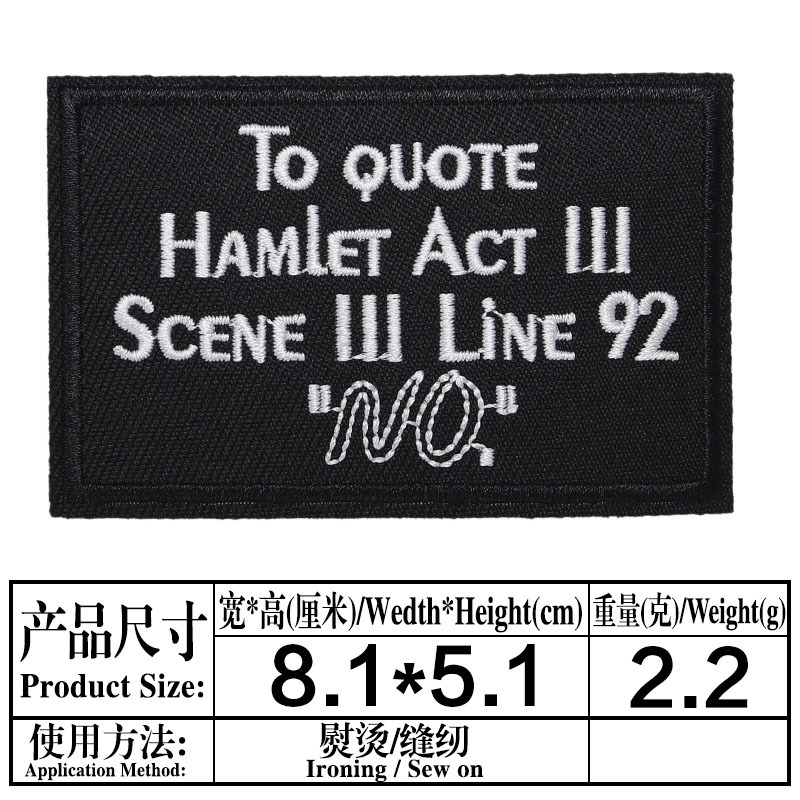 To QUOTE
HAMLET ACT III
SCENE III LiNE 92
"NO."
产品尺寸
Product Size:
宽*高(厘米)/Wedth*Height(cm)
重量(克)/Weight(g)
8.1*5.1
2.2
使用方法:
Application Method:
熨烫/缝纫
Ironing / Sew on